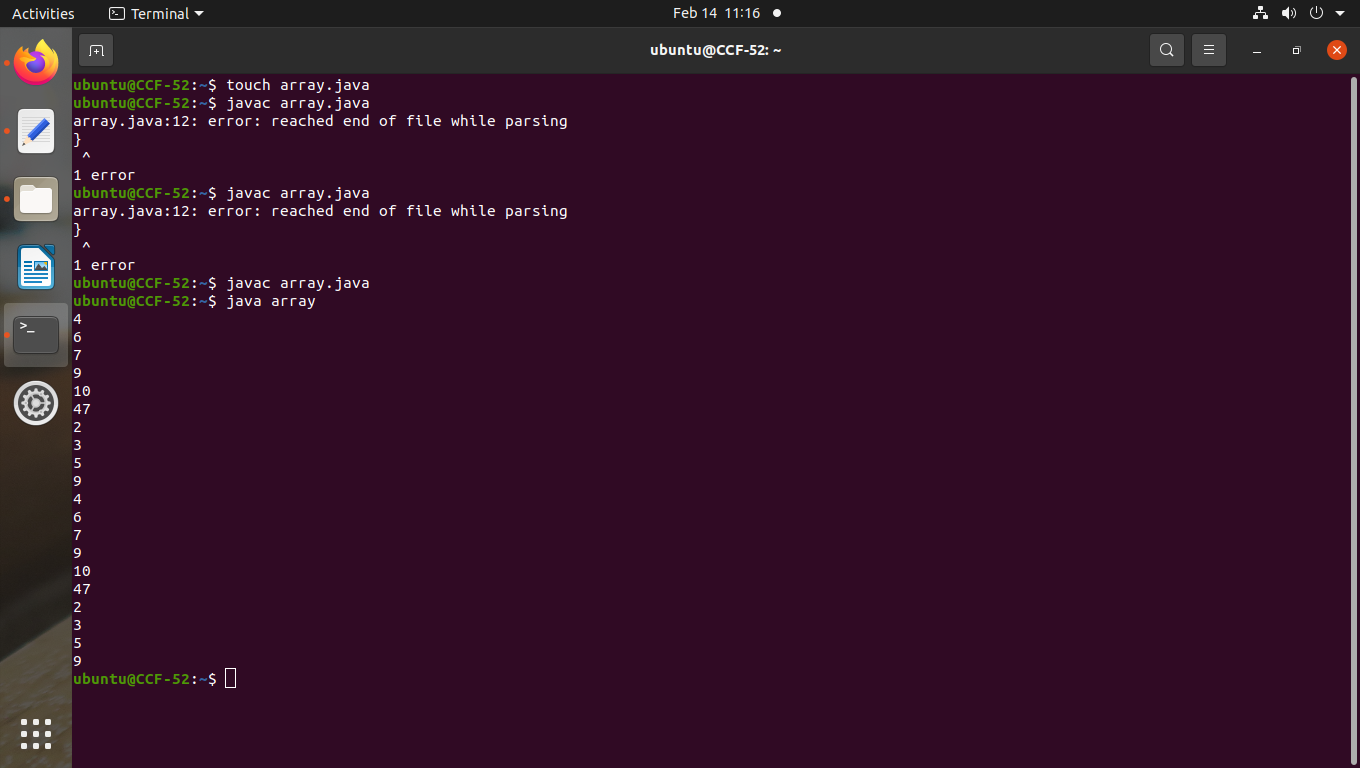 Activities Terminal Feb 14 11:16
ubuntu@CCF-52: ~
ubuntu@CCF-52:~$ touch array.java
ubuntu@CCF-52:~$ javac array.java
array.java:12: error: reached end of file while parsing
}
 ^
1 error
ubuntu@CCF-52:~$ javac array.java
array.java:12: error: reached end of file while parsing
}
 ^
1 error
ubuntu@CCF-52:~$ javac array.java
ubuntu@CCF-52:~$ java array
4
6
7
9
10
47
2
3
5
9
4
6
7
9
10
47
2
3
5
9
ubuntu@CCF-52:~$